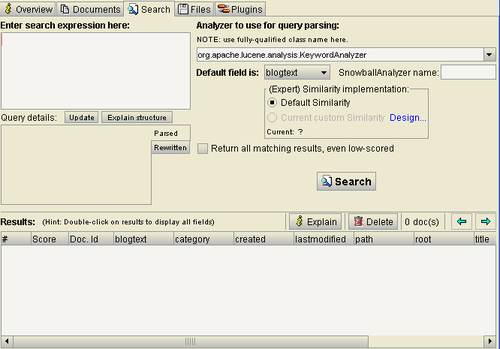 Overview Documents Search Files Plugins
Enter search expression here:
Analyzer to use for query parsing:
NOTE: use fully-qualified class name here.
org.apache.lucene.analysis.KeywordAnalyzer
Default field is: blogtext SnowballAnalyzer name:
(Expert) Similarity implementation:
Default Similarity
Current custom Similarity Design...
Current: ?
Query details: Update Explain structure
Parsed
Rewritten
Return all matching results, even low-scored
Search
Results: (Hint: Double-click on results to display all fields) Explain Delete 0 doc(s)
# Score Doc. Id blogtext category created lastmodified path root title